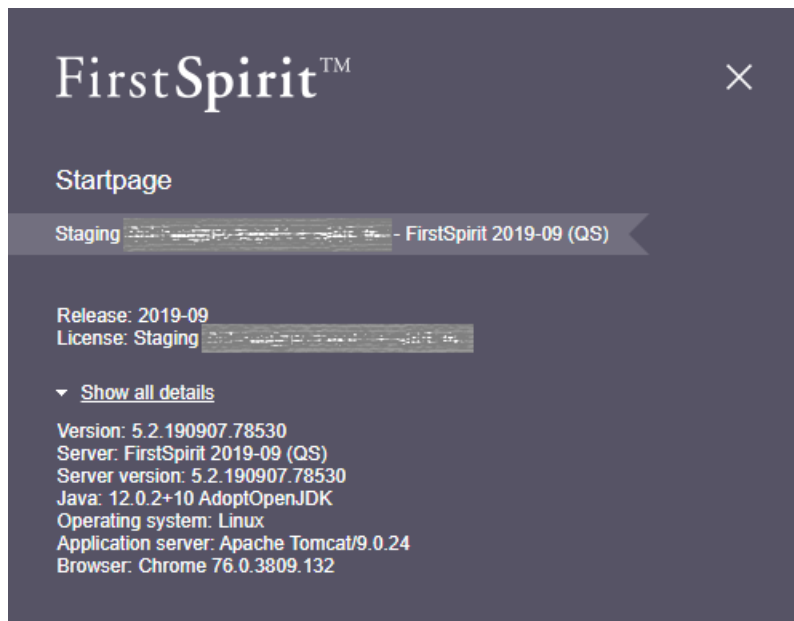 FirstSpirit™
Startpage
Staging - FirstSpirit 2019-09 (QS)
Release: 2019-09
License: Staging
Show all details
Version: 5.2.190907.78530
Server: FirstSpirit 2019-09 (QS)
Server version: 5.2.190907.78530
Java: 12.0.2+10 AdoptOpenJDK
Operating system: Linux
Application server: Apache Tomcat/9.0.24
Browser: Chrome 76.0.3809.132